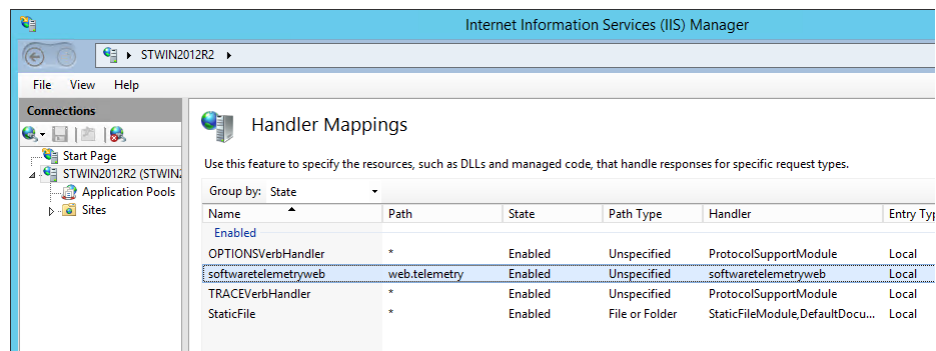 Internet Information Services (IIS) Manager
STWIN2012R2
File View Help
Connections
Start Page
STWIN2012R2 (STWIN
Application Pools
Sites
Handler Mappings
Use this feature to specify the resources, such as DLLs and managed code, that handle responses for specific request types.
Group by: State
Name Path State Path Type Handler Entry Typ
Enabled
OPTIONSVerbHandler * Enabled Unspecified ProtocolSupportModule Local
softwaretelemetryweb web.telemetry Enabled Unspecified softwaretelemetryweb Local
TRACEVerbHandler * Enabled Unspecified ProtocolSupportModule Local
StaticFile * Enabled File or Folder StaticFileModule,DefaultDocu... Local